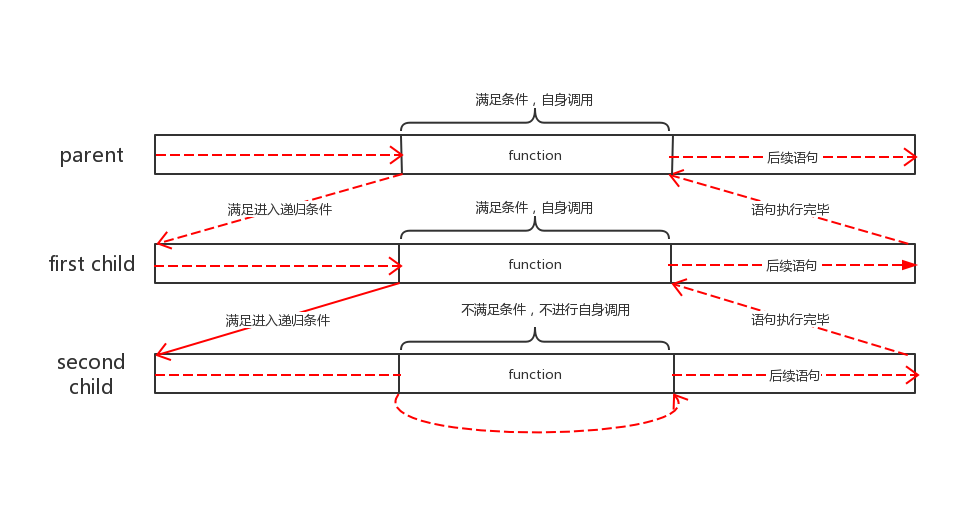 满足条件，自身调用
parent
function
后续语句
满足进入递归条件
满足条件，自身调用
语句执行完毕
first child
function
后续语句
满足进入递归条件
不满足条件，不进行自身调用
语句执行完毕
second
child
function
后续语句